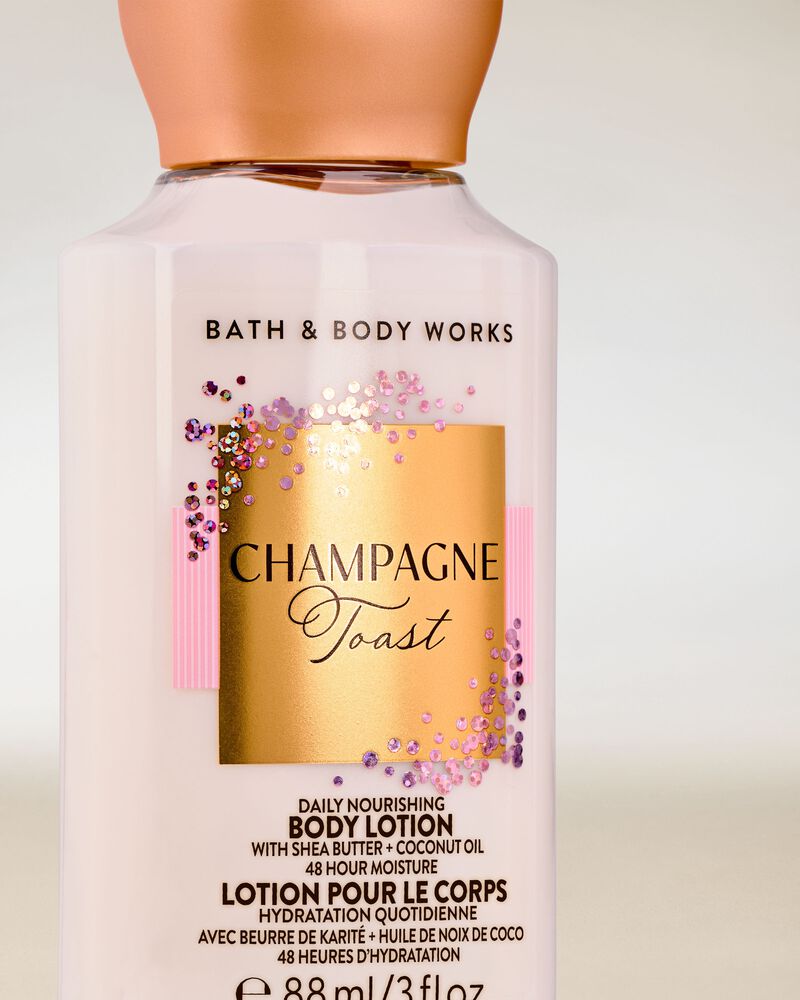 BATH & BODY WORKS
CHAMPAGNE
Toast
DAILY NOURISHING
BODY LOTION
WITH SHEA BUTTER + COCONUT OIL
48 HOUR MOISTURE
LOTION POUR LE CORPS
HYDRATATION QUOTIDIENNE
AVEC BEURRE DE KARITÉ + HUILE DE NOIX DE COCO
48 HEURES D'HYDRATATION
℮ 88 ml/3 fl oz